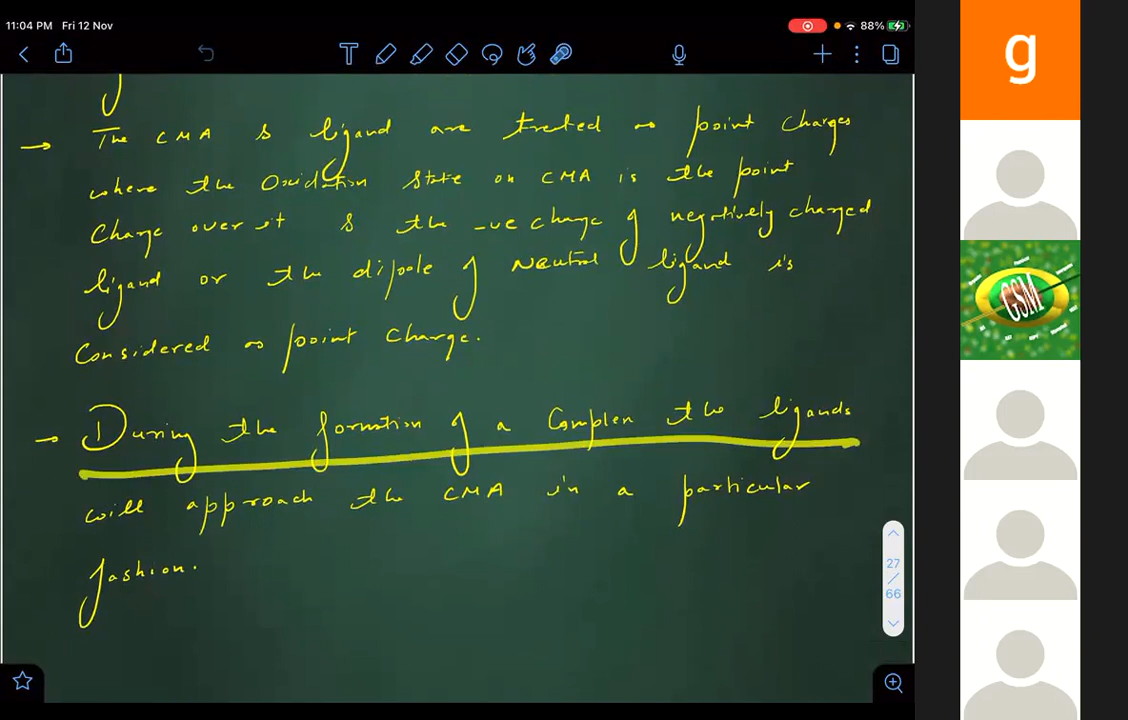 11:04 PM Fri 12 Nov
88%
g
→ The CMA & ligand are treated as point charges
where the Oxidation state on CMA is the point
Charge over it & the -ve charge of negatively charged
ligand or the dipole of Neutral ligand is
Considered as point charge.
GSM
→ During the formation of a Complex the ligands
will approach the CMA in a particular
fashion.
27
/
66